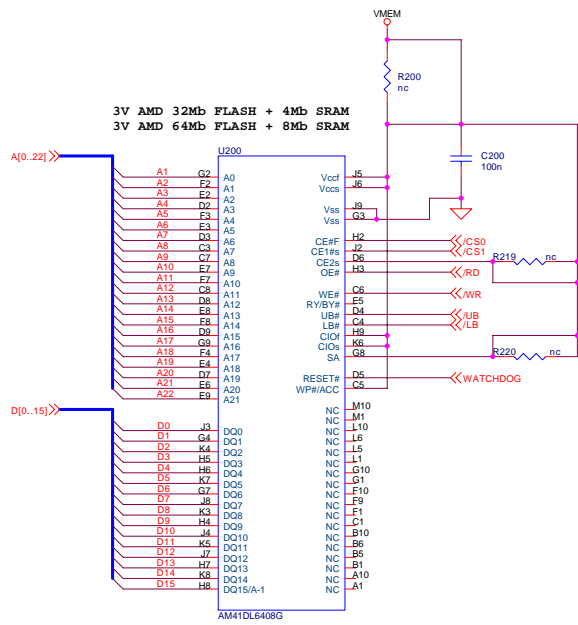 VMEM
R200
nc
3V AMD 32Mb FLASH + 4Mb SRAM
3V AMD 64Mb FLASH + 8Mb SRAM
C200
100n
U200
A[0..22]
A1 G2 A0 Vccf J5
A2 F2 A1 Vccs J6
A3 E2 A2
A4 D2 A3 Vss J9
A5 F3 A4 Vss G3
A6 E3 A5
A7 D3 A6 CE#F H2 /CS0
A8 C3 A7 CE1#s J2 /CS1
A9 C7 A8 CE2s D6 R219 nc
A10 E7 A9 OE# H3 /RD
A11 F7 A10
A12 C8 A11 WE# C6 /WR
A13 D8 A12 RY/BY# E5
A14 E8 A13 UB# D4 /UB
A15 F8 A14 LB# C4 /LB
A16 D9 A15 CIOf H9
A17 G9 A16 CIOs K6
A18 F4 A17 SA G8 R220 nc
A19 E4 A18
A20 D7 A19 RESET# D5 WATCHDOG
A21 E6 A20 WP#/ACC C5
A22 E9 A21
D[0..15]
NC M10
NC M1
D0 J3 DQ0 NC L10
D1 G4 DQ1 NC L6
D2 K4 DQ2 NC L5
D3 H5 DQ3 NC L1
D4 H6 DQ4 NC G10
D5 K7 DQ5 NC G1
D6 G7 DQ6 NC F10
D7 J8 DQ7 NC F9
D8 K3 DQ8 NC F1
D9 H4 DQ9 NC C1
D10 J4 DQ10 NC B10
D11 K5 DQ11 NC B6
D12 J7 DQ12 NC B5
D13 H7 DQ13 NC B1
D14 K8 DQ14 NC A10
D15 H8 DQ15/A-1 NC A1
AM41DL6408G